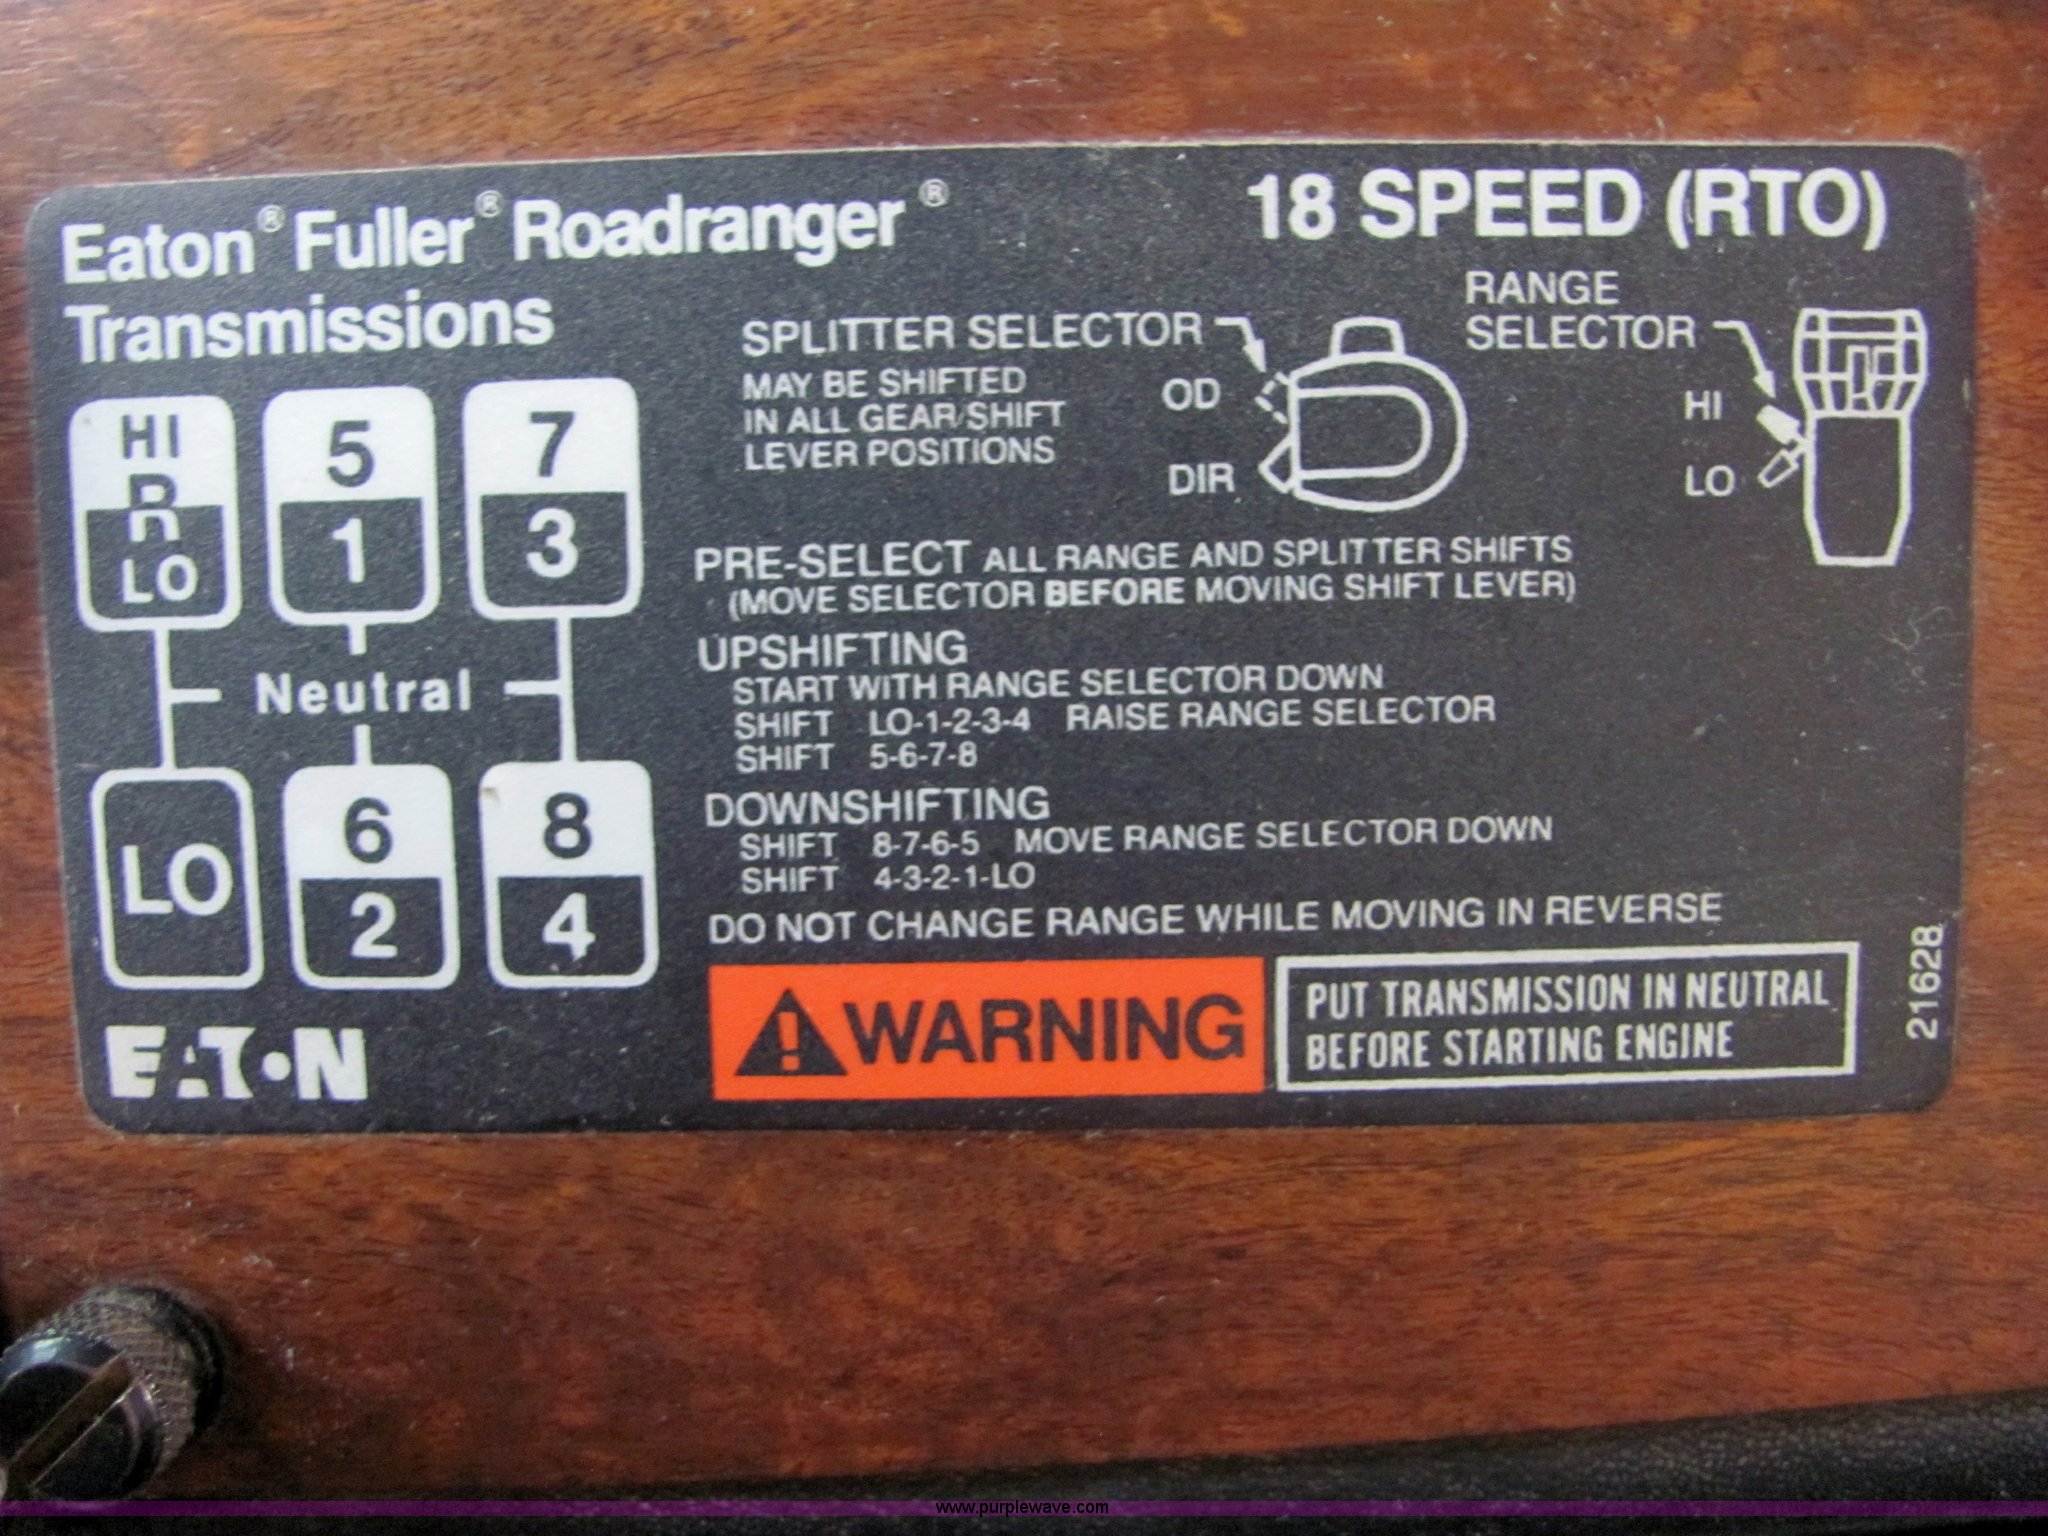 Eaton® Fuller® Roadranger®
Transmissions
18 SPEED (RTO)
SPLITTER SELECTOR
MAY BE SHIFTED
IN ALL GEAR/SHIFT
LEVER POSITIONS
OD
DIR
RANGE
SELECTOR
HI
LO
HI
R
R
LO
5
1
7
3
Neutral
LO
6
2
8
4
PRE-SELECT ALL RANGE AND SPLITTER SHIFTS
(MOVE SELECTOR BEFORE MOVING SHIFT LEVER)
UPSHIFTING
START WITH RANGE SELECTOR DOWN
SHIFT LO-1-2-3-4 RAISE RANGE SELECTOR
SHIFT 5-6-7-8
DOWNSHIFTING
SHIFT 8-7-6-5 MOVE RANGE SELECTOR DOWN
SHIFT 4-3-2-1-LO
DO NOT CHANGE RANGE WHILE MOVING IN REVERSE
EATON
WARNING
PUT TRANSMISSION IN NEUTRAL
BEFORE STARTING ENGINE
21628
www.purplewave.com